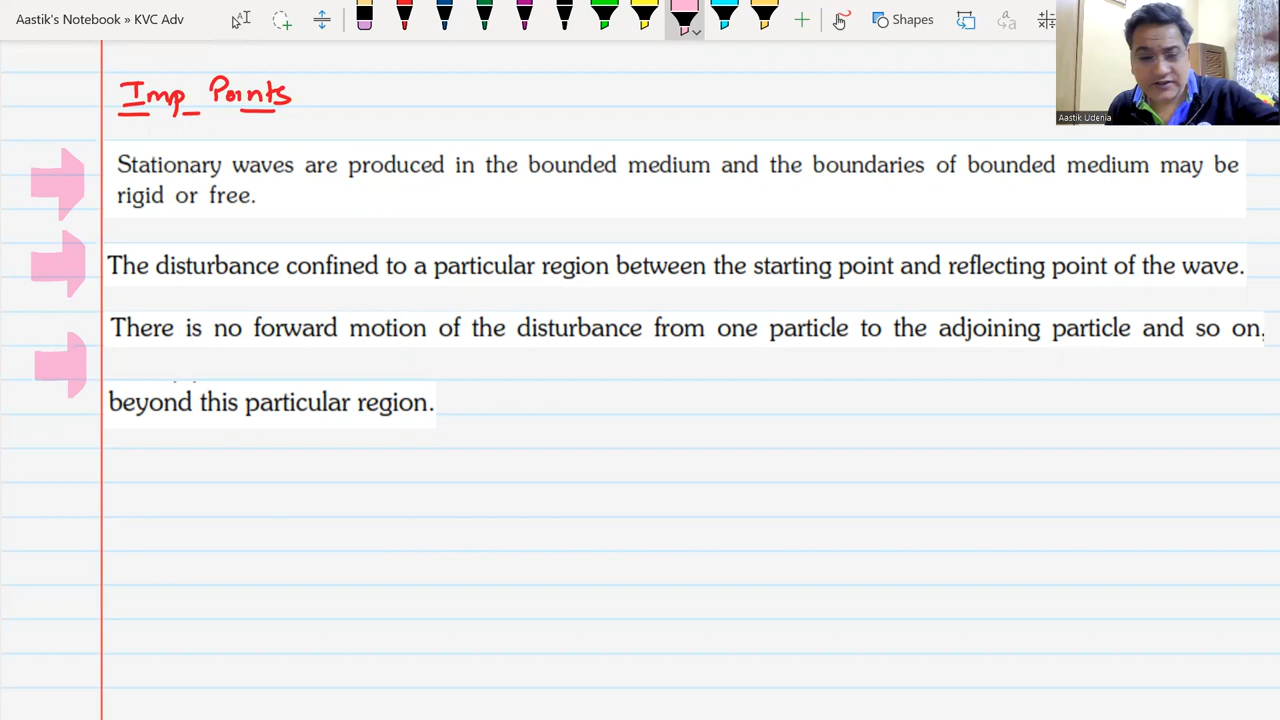 Aastik's Notebook » KVC Adv
Shapes
Aastik Udenia
Imp Points
Stationary waves are produced in the bounded medium and the boundaries of bounded medium may be
rigid or free.
The disturbance confined to a particular region between the starting point and reflecting point of the wave.
There is no forward motion of the disturbance from one particle to the adjoining particle and so on,
beyond this particular region.